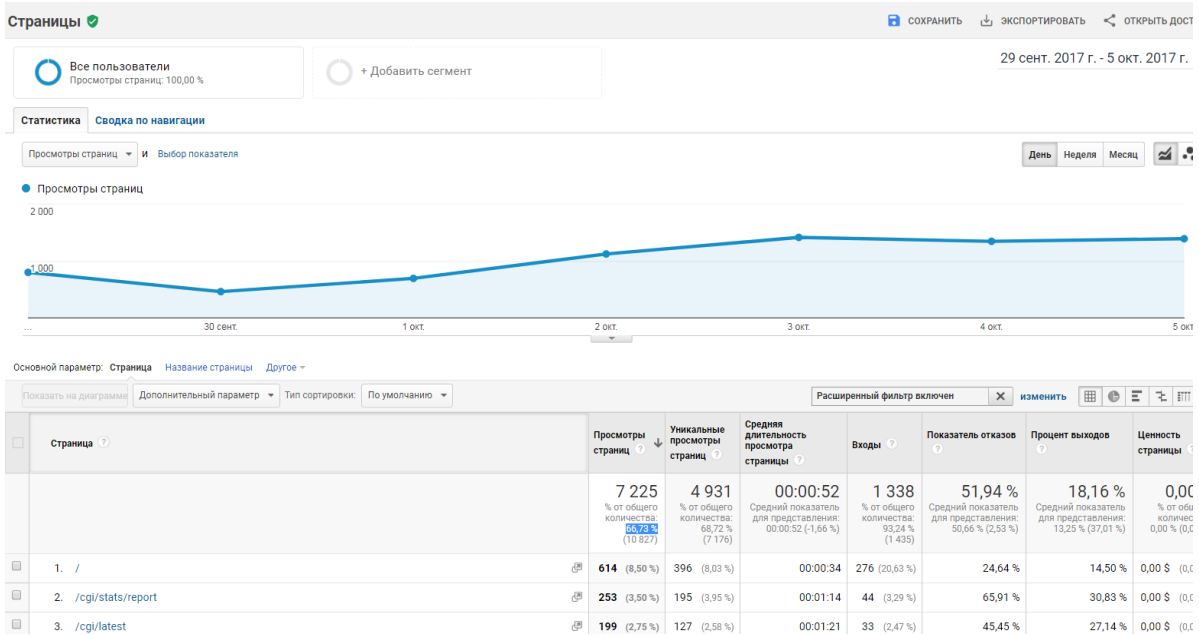 Страницы
СОХРАНИТЬ
ЭКСПОРТИРОВАТЬ
ОТКРЫТЬ ДОСТ
Все пользователи
Просмотры страниц: 100,00 %
+ Добавить сегмент
29 сент. 2017 г. - 5 окт. 2017 г.
Статистика
Сводка по навигации
Просмотры страниц
и
Выбор показателя
День
Неделя
Месяц
Просмотры страниц
2 000
1,000
...
30 сент.
1 окт.
2 окт.
3 окт.
4 окт.
5 окт
Основной параметр: Страница Название страницы Другое
Показать на диаграмме
Дополнительный параметр
Тип сортировки:
По умолчанию
Расширенный фильтр включен
изменить
Страница ?
Просмотры
страниц ?
Уникальные
просмотры
страниц ?
Средняя
длительность
просмотра
страницы ?
Входы ?
Показатель отказов
?
Процент выходов
?
Ценность
страницы ?
7 225
% от общего
количества:
66,73 %
(10 827)
4 931
% от общего
количества:
68,72 %
(7 176)
00:00:52
Средний показатель
для представления:
00:00:52 (-1,66 %)
1 338
% от общего
количества:
93,24 %
(1 435)
51,94 %
Средний показатель
для представления:
50,66 % (2,53 %)
18,16 %
Средний показатель
для представления:
13,25 % (37,01 %)
0,00
% от общ
количес
0,00 % (0,0
1. / 614 (8,50 %) 396 (8,03 %) 00:00:34 276 (20,63 %) 24,64 % 14,50 % 0,00 $ (0,0
2. /cgi/stats/report 253 (3,50 %) 195 (3,95 %) 00:01:14 44 (3,29 %) 65,91 % 30,83 % 0,00 $ (0,0
3. /cgi/latest 199 (2,75 %) 127 (2,58 %) 00:01:21 33 (2,47 %) 45,45 % 27,14 % 0,00 $ (0,0